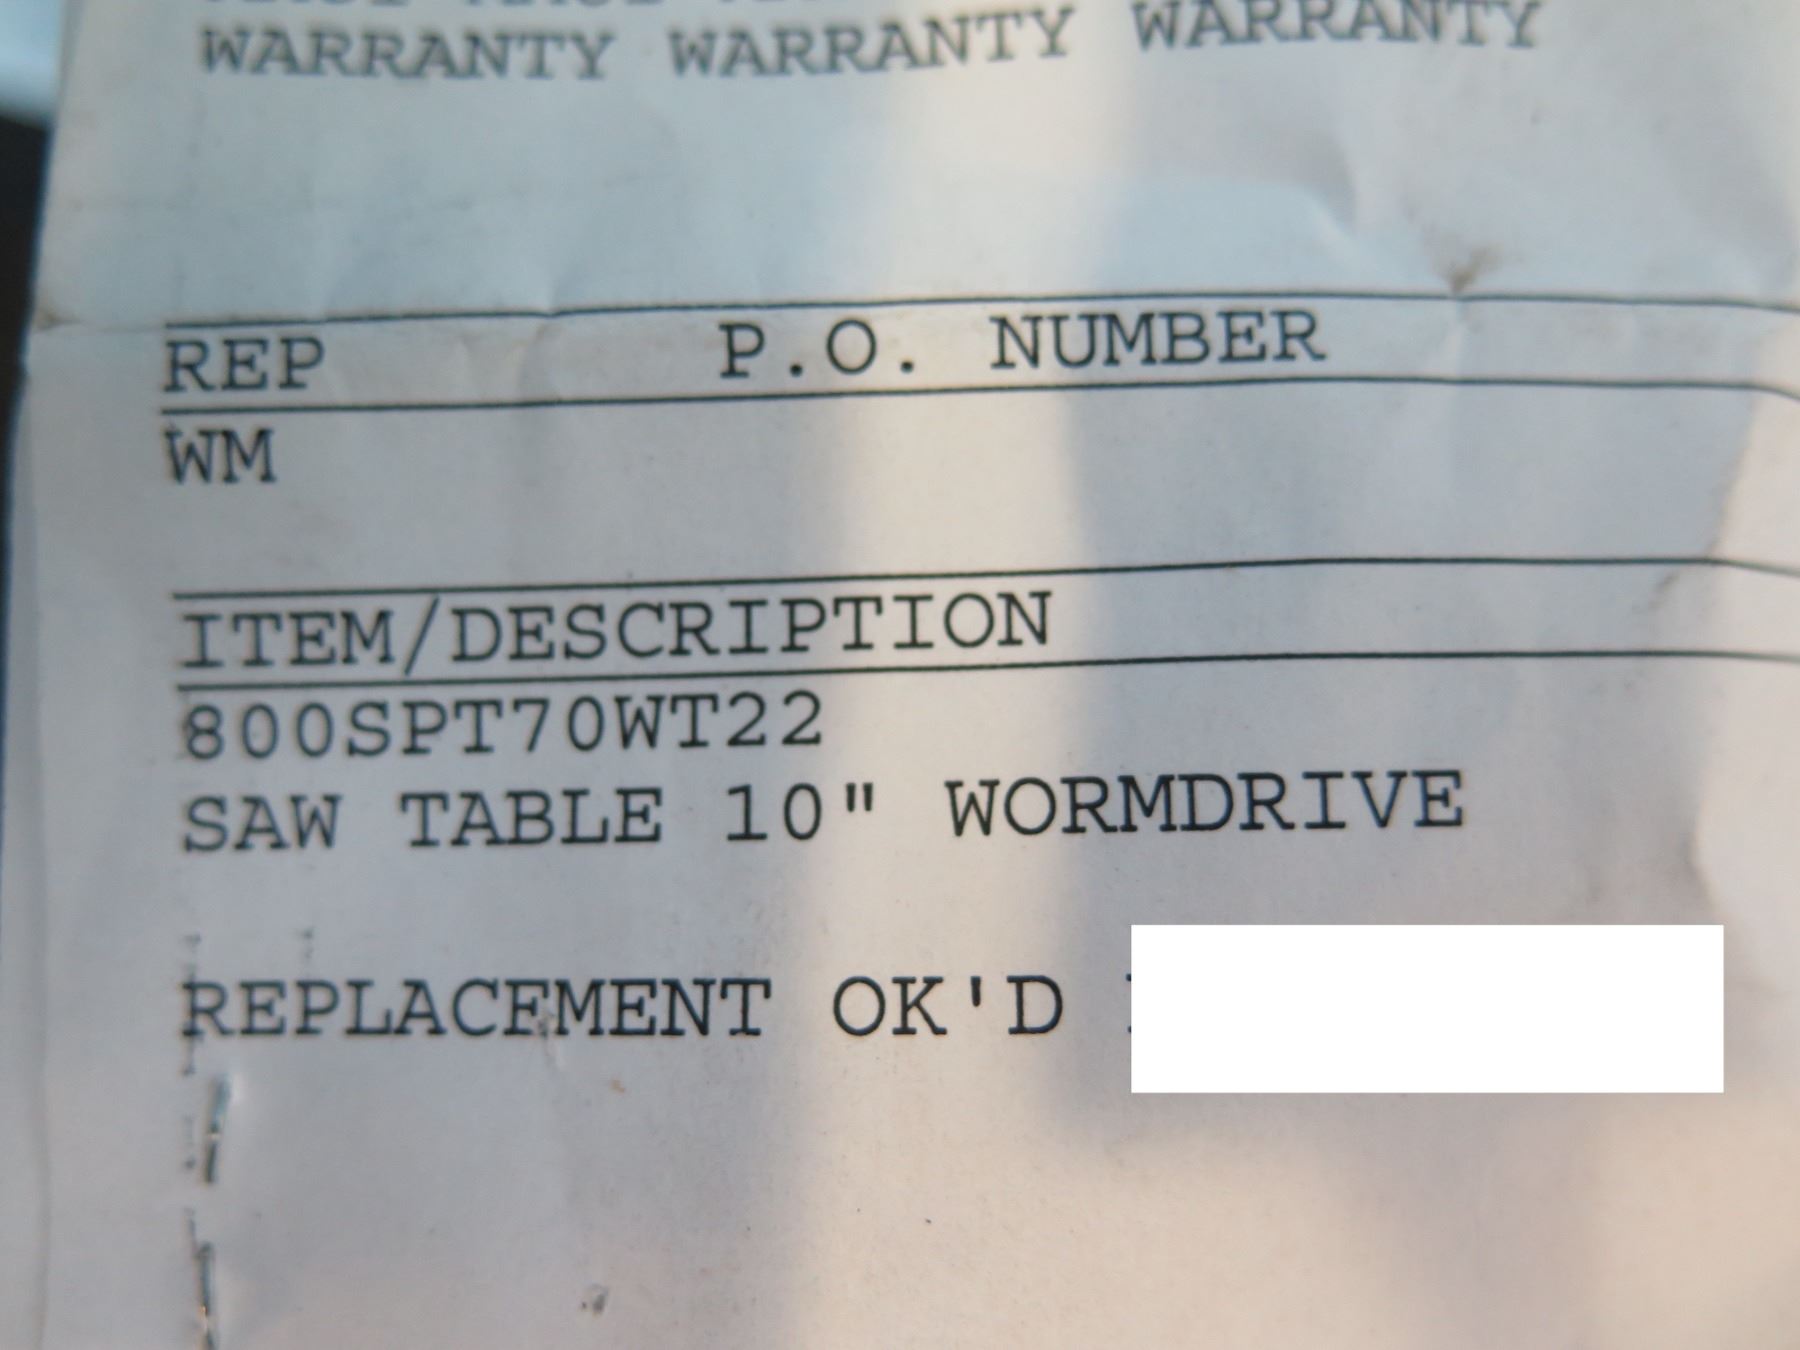 WARRANTY WARRANTY WARRANTY
REP P.O. NUMBER
WM
ITEM/DESCRIPTION
800SPT70WT22
SAW TABLE 10" WORMDRIVE
REPLACEMENT OK'D